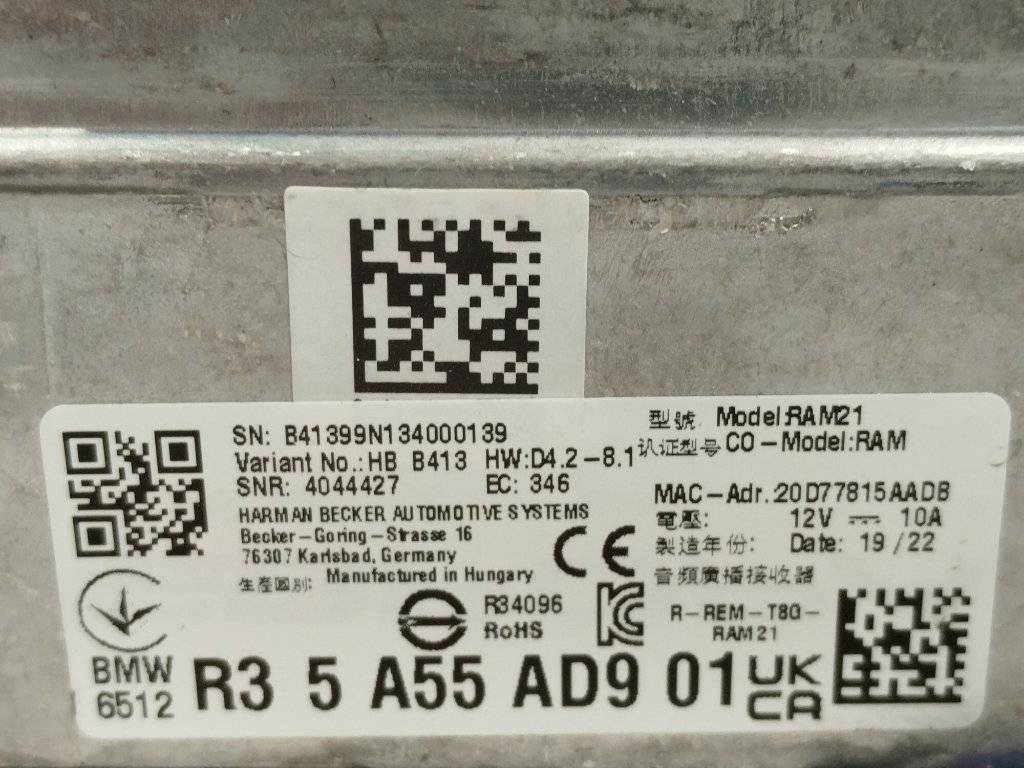 SN: B41399N134000139
Variant No.:HB B413 HW:D4.2-8.1
SNR: 4044427 EC: 346
HARMAN BECKER AUTOMOTIVE SYSTEMS
Becker-Goring-Strasse 16
76307 Karlsbad, Germany
生產國別: Manufactured in Hungary
型號 Model:RAM21
认证型号 CO-Model:RAM
MAC-Adr.:20D77815AADB
電壓: 12V 10A
製造年份: Date: 19/22
音頻廣播接收器
CE
R34096
RoHS
R-REM-T8G-
RAM21
BMW
6512
R3 5 A55 AD9 01
UK
CA